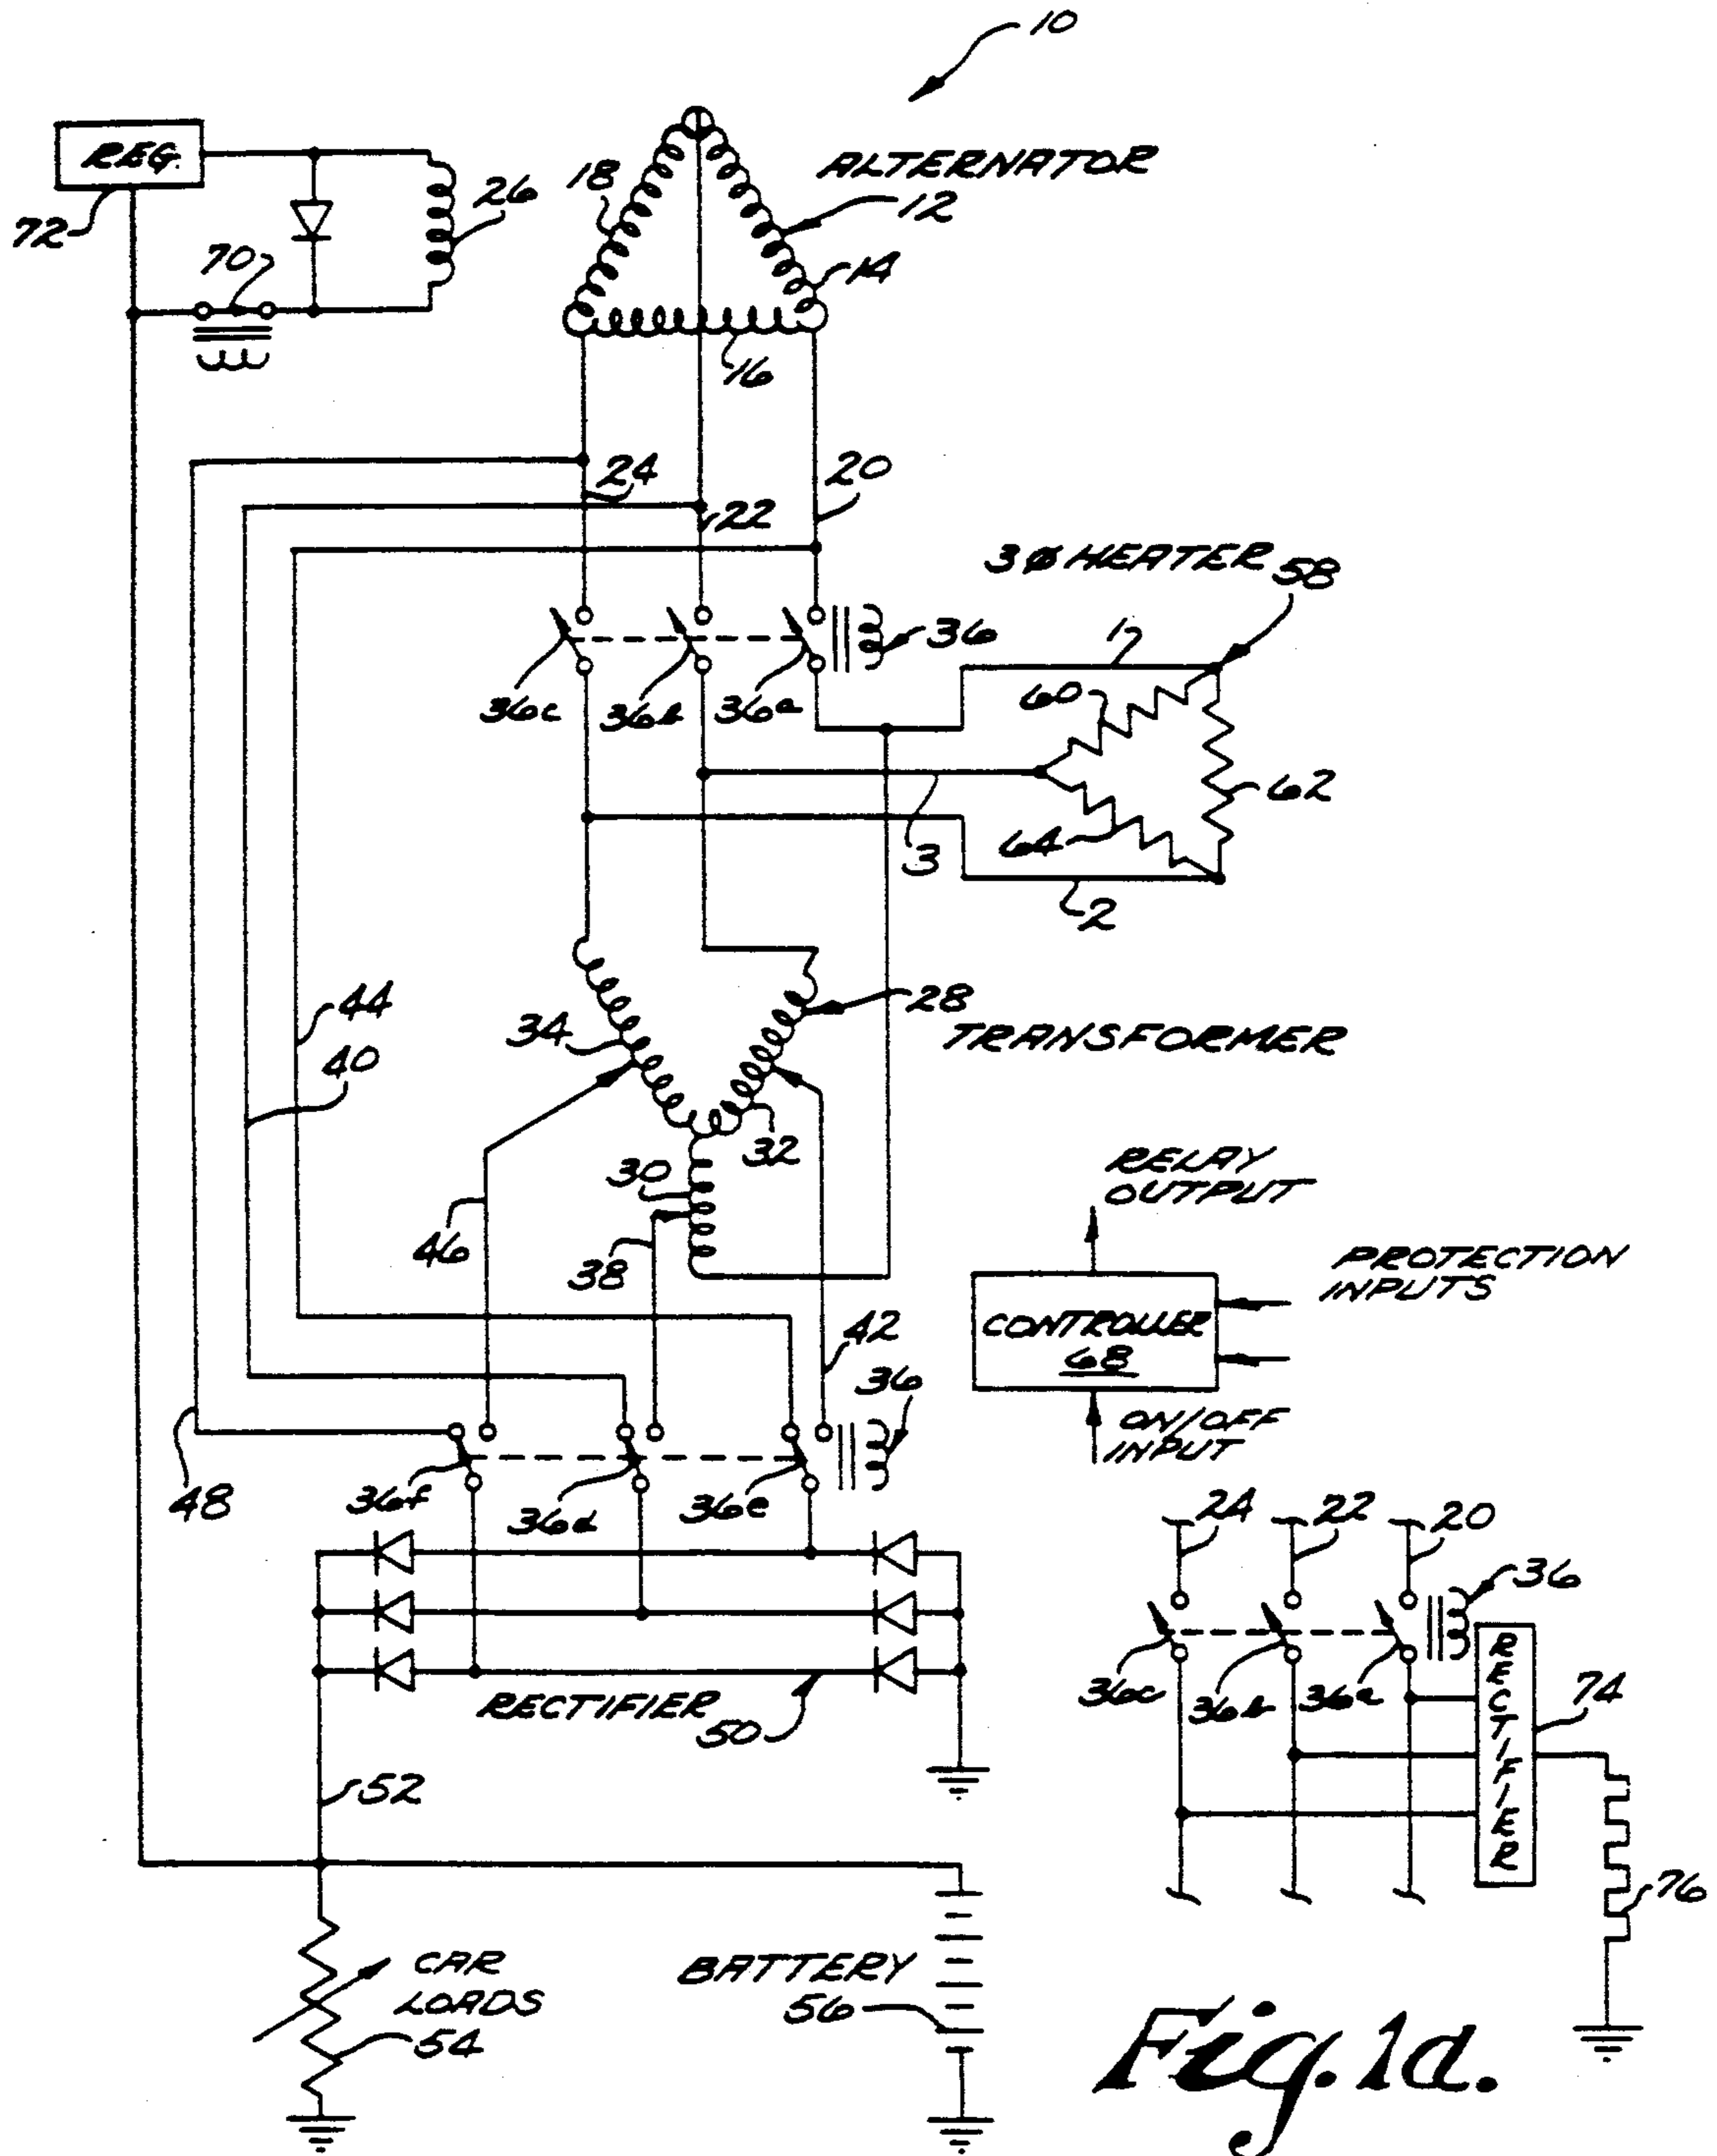 10
REG.
ALTERNATOR
18
12
26
72
70
14
16
24
20
22
3ø HEATER 58
36
1
36c
36b
36a
60
62
64
3
2
44
34
28
TRANSFORMER
40
32
30
RELAY
OUTPUT
46
38
PROTECTION
INPUTS
CONTROLLER
68
42
36
ON/OFF
INPUT
48
36f
36d
36e
24
22
20
36
RECTIFIER
50
36c
36b
36a
RECTIFIER
74
52
76
CAR
LOADS
54
BATTERY
56
Fig. 1a.